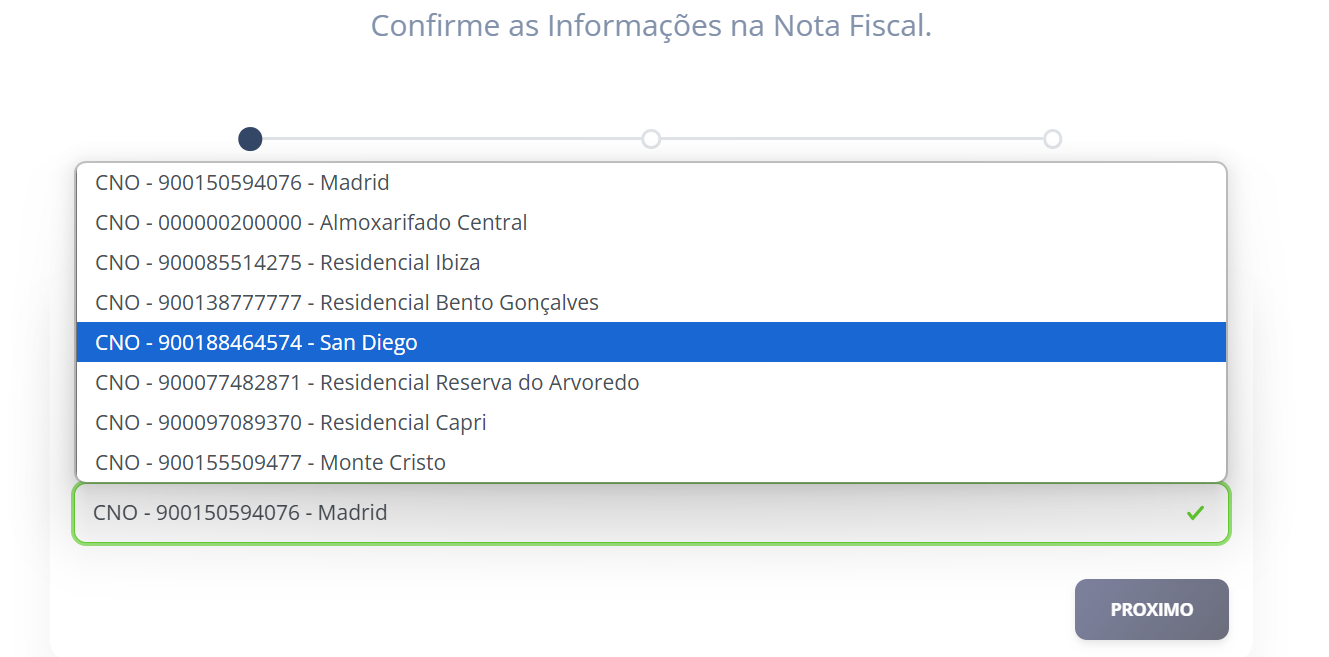 Confirme as Informações na Nota Fiscal.
CNO - 900150594076 - Madrid
CNO - 000000200000 - Almoxarifado Central
CNO - 900085514275 - Residencial Ibiza
CNO - 900138777777 - Residencial Bento Gonçalves
CNO - 900188464574 - San Diego
CNO - 900077482871 - Residencial Reserva do Arvoredo
CNO - 900097089370 - Residencial Capri
CNO - 900155509477 - Monte Cristo
CNO - 900150594076 - Madrid
PROXIMO